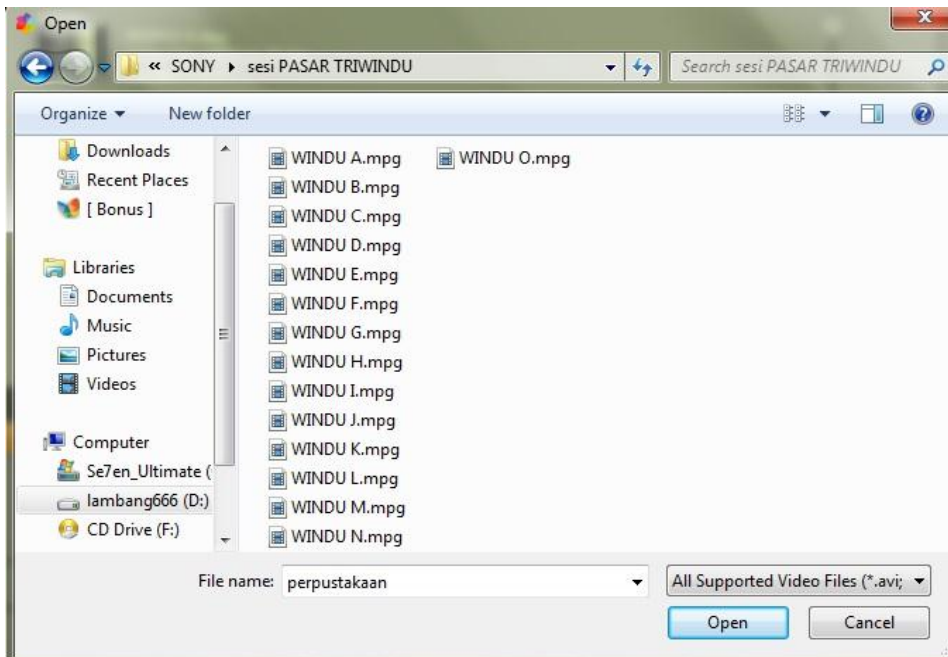 Open
« SONY ▸ sesi PASAR TRIWINDU
Search sesi PASAR TRIWINDU
Organize
New folder
Downloads
Recent Places
[ Bonus ]
Libraries
Documents
Music
Pictures
Videos
Computer
Se7en_Ultimate (
lambang666 (D:)
CD Drive (F:)
WINDU A.mpg
WINDU B.mpg
WINDU C.mpg
WINDU D.mpg
WINDU E.mpg
WINDU F.mpg
WINDU G.mpg
WINDU H.mpg
WINDU I.mpg
WINDU J.mpg
WINDU K.mpg
WINDU L.mpg
WINDU M.mpg
WINDU N.mpg
WINDU O.mpg
File name: perpustakaan
All Supported Video Files (*.avi;
Open
Cancel